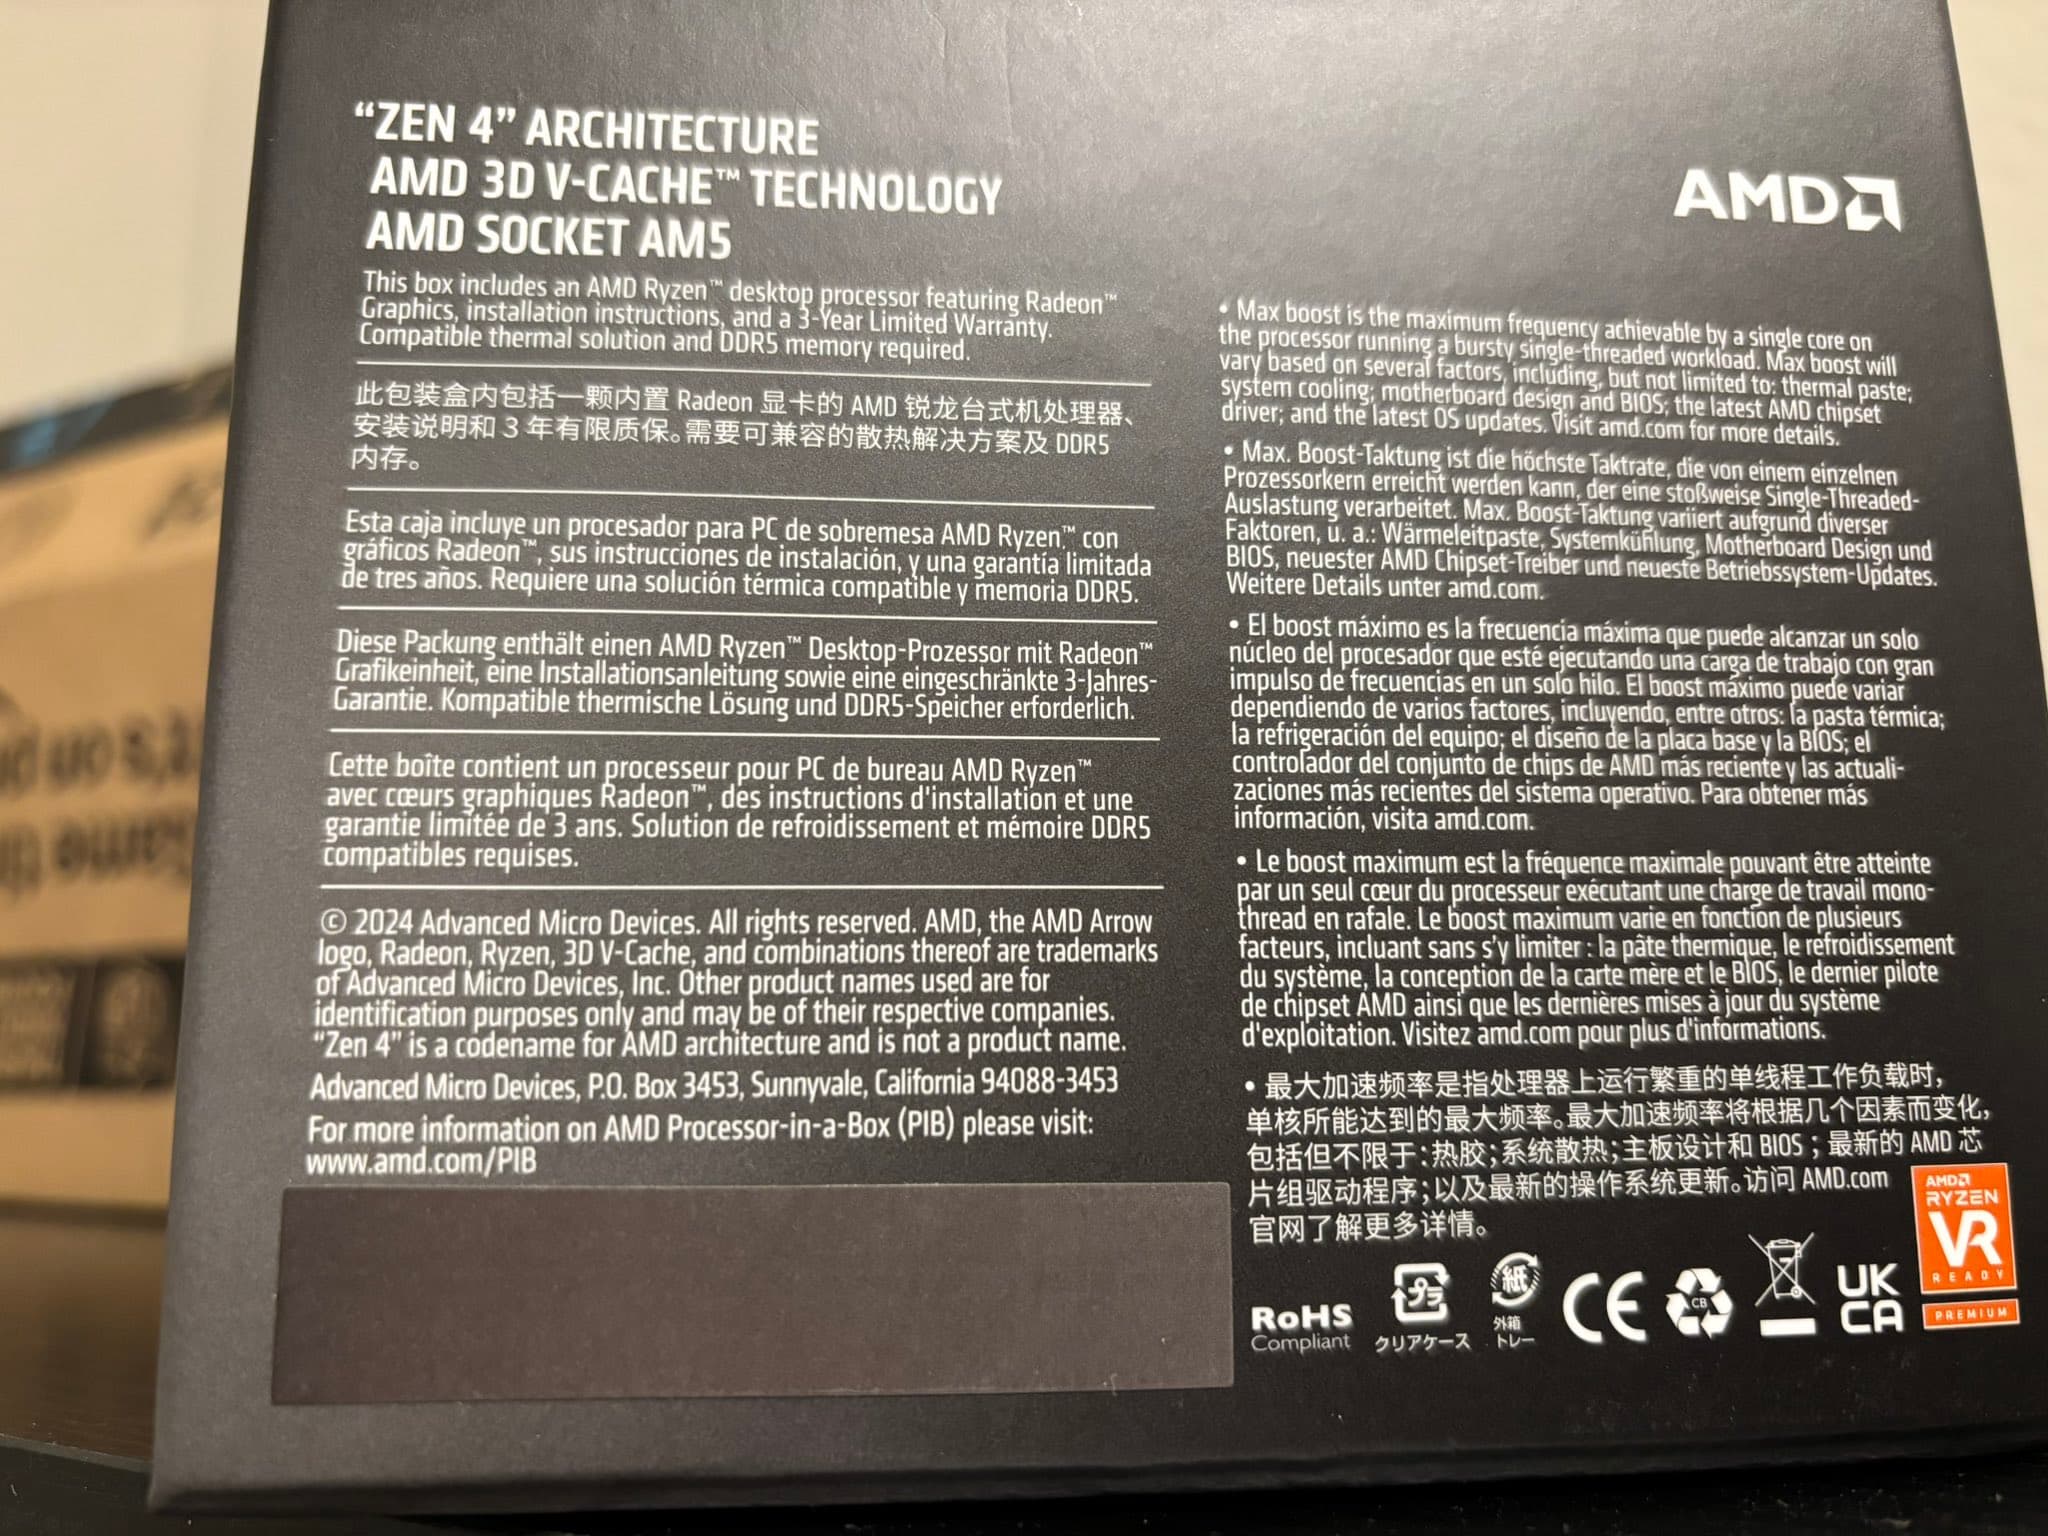 “ZEN 4” ARCHITECTURE
AMD 3D V-CACHE™ TECHNOLOGY
AMD SOCKET AM5
This box includes an AMD Ryzen™ desktop processor featuring Radeon™
Graphics, installation instructions, and a 3-Year Limited Warranty.
Compatible thermal solution and DDR5 memory required.
此包装盒内包括一颗内置 Radeon 显卡的 AMD 锐龙台式机处理器、
安装说明和 3 年有限质保。需要可兼容的散热解决方案及 DDR5
内存。
Esta caja incluye un procesador para PC de sobremesa AMD Ryzen™ con
gráficos Radeon™, sus instrucciones de instalación, y una garantía limitada
de tres años. Requiere una solución térmica compatible y memoria DDR5.
Diese Packung enthält einen AMD Ryzen™ Desktop-Prozessor mit Radeon™
Grafikeinheit, eine Installationsanleitung sowie eine eingeschränkte 3-Jahres-
Garantie. Kompatible thermische Lösung und DDR5-Speicher erforderlich.
Cette boîte contient un processeur pour PC de bureau AMD Ryzen™
avec cœurs graphiques Radeon™, des instructions d'installation et une
garantie limitée de 3 ans. Solution de refroidissement et mémoire DDR5
compatibles requises.
© 2024 Advanced Micro Devices. All rights reserved. AMD, the AMD Arrow
logo, Radeon, Ryzen, 3D V-Cache, and combinations thereof are trademarks
of Advanced Micro Devices, Inc. Other product names used are for
identification purposes only and may be of their respective companies.
“Zen 4” is a codename for AMD architecture and is not a product name.
Advanced Micro Devices, P.O. Box 3453, Sunnyvale, California 94088-3453
For more information on AMD Processor-in-a-Box (PIB) please visit:
www.amd.com/PIB
AMD
• Max boost is the maximum frequency achievable by a single core on
the processor running a bursty single-threaded workload. Max boost will
vary based on several factors, including, but not limited to: thermal paste;
system cooling; motherboard design and BIOS; the latest AMD chipset
driver; and the latest OS updates. Visit amd.com for more details.
• Max. Boost-Taktung ist die höchste Taktrate, die von einem einzelnen
Prozessorkern erreicht werden kann, der eine stoßweise Single-Threaded-
Auslastung verarbeitet. Max. Boost-Taktung variiert aufgrund diverser
Faktoren, u. a.: Wärmeleitpaste, Systemkühlung, Motherboard Design und
BIOS, neuester AMD Chipset-Treiber und neueste Betriebssystem-Updates.
Weitere Details unter amd.com.
• El boost máximo es la frecuencia máxima que puede alcanzar un solo
núcleo del procesador que esté ejecutando una carga de trabajo con gran
impulso de frecuencias en un solo hilo. El boost máximo puede variar
dependiendo de varios factores, incluyendo, entre otros: la pasta térmica;
la refrigeración del equipo; el diseño de la placa base y la BIOS; el
controlador del conjunto de chips de AMD más reciente y las actuali-
zaciones más recientes del sistema operativo. Para obtener más
información, visita amd.com.
• Le boost maximum est la fréquence maximale pouvant être atteinte
par un seul cœur du processeur exécutant une charge de travail mono-
thread en rafale. Le boost maximum varie en fonction de plusieurs
facteurs, incluant sans s'y limiter : la pâte thermique, le refroidissement
du système, la conception de la carte mère et le BIOS, le dernier pilote
de chipset AMD ainsi que les dernières mises à jour du système
d'exploitation. Visitez amd.com pour plus d'informations.
• 最大加速频率是指处理器上运行繁重的单线程工作负载时，
单核所能达到的最大频率。最大加速频率将根据几个因素而变化，
包括但不限于：热胶；系统散热；主板设计和 BIOS；最新的 AMD 芯
片组驱动程序；以及最新的操作系统更新。访问 AMD.com
官网了解更多详情。
AMD
RYZEN
VR
READY
PREMIUM
RoHS
Compliant
プラ
クリアケース
紙
外箱
トレー
CE
CB
UK
CA